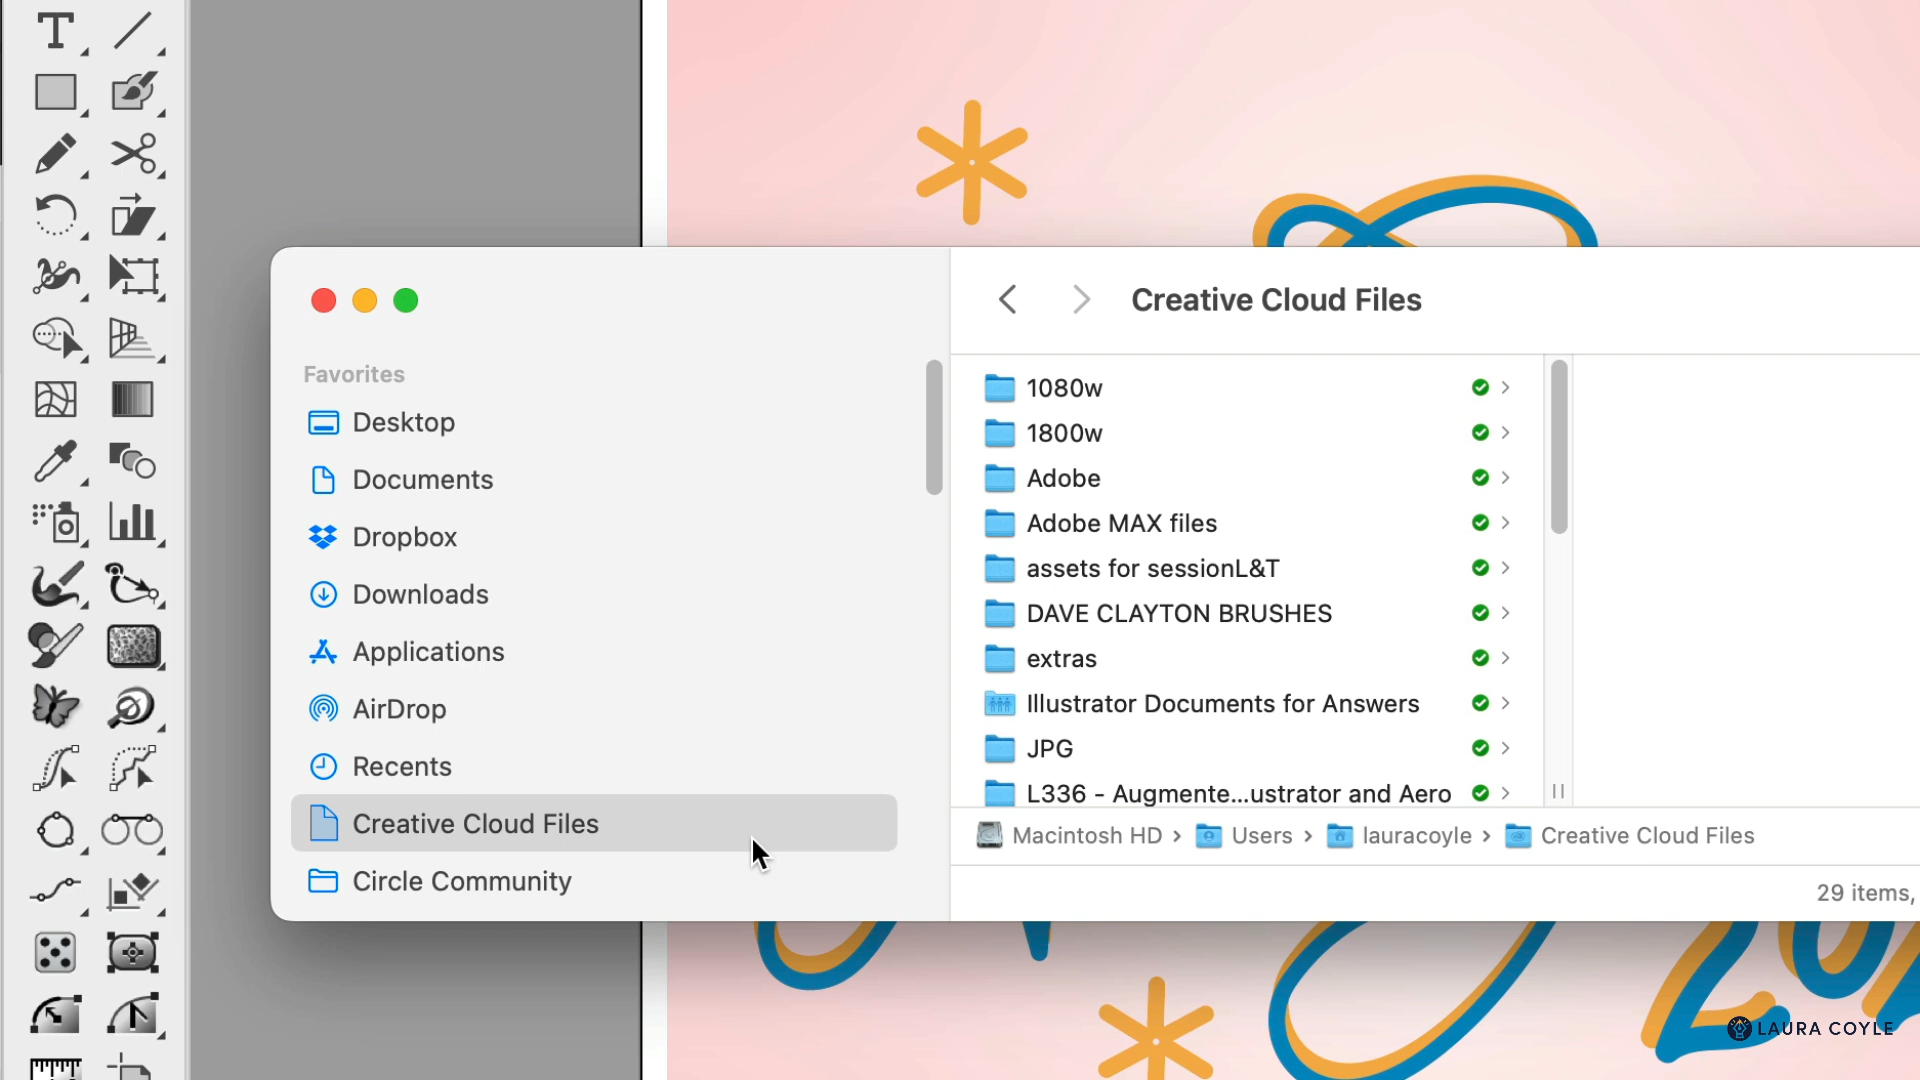 Creative Cloud Files
Favorites
Desktop
Documents
Dropbox
Downloads
Applications
AirDrop
Recents
Creative Cloud Files
Circle Community
1080w
1800w
Adobe
Adobe MAX files
assets for sessionL&T
DAVE CLAYTON BRUSHES
extras
Illustrator Documents for Answers
JPG
L336 - Augmente...ustrator and Aero
Macintosh HD › Users › lauracoyle › Creative Cloud Files
29 items,
LAURA COYLE